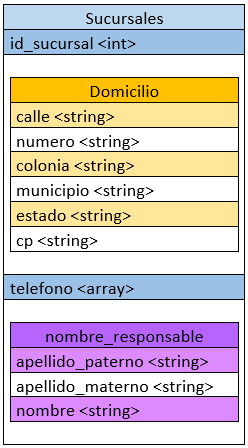 Sucursales
id_sucursal <int>
Domicilio
calle <string>
numero <string>
colonia <string>
municipio <string>
estado <string>
cp <string>
telefono <array>
nombre_responsable
apellido_paterno <string>
apellido_materno <string>
nombre <string>